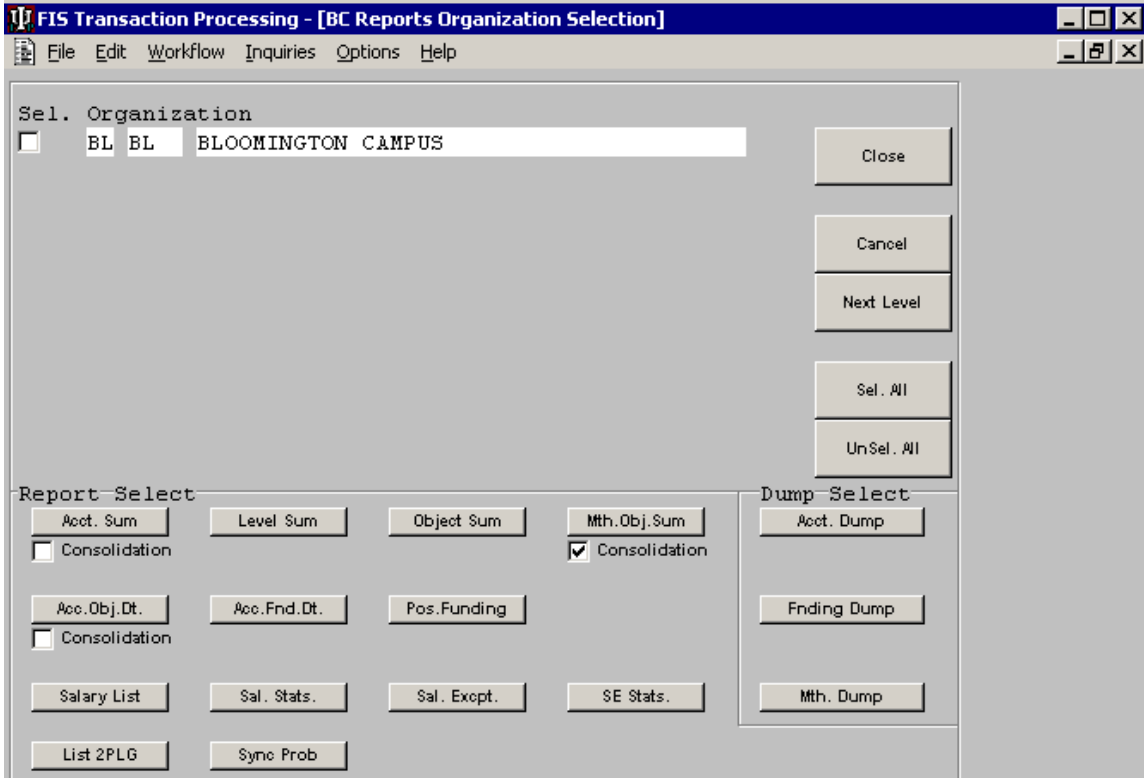 FIS Transaction Processing - [BC Reports Organization Selection]
File Edit Workflow Inquiries Options Help
Sel. Organization
BL BL BLOOMINGTON CAMPUS
Close
Cancel
Next Level
Sel. All
UnSel. All
Report Select
Dump Select
Acct. Sum Level Sum Object Sum Mth.Obj.Sum Acct. Dump
Consolidation Consolidation
Acc.Obj.Dt. Acc.Fnd.Dt. Pos.Funding Fnding Dump
Consolidation
Salary List Sal. Stats. Sal. Excpt. SE Stats. Mth. Dump
List 2PLG Sync Prob